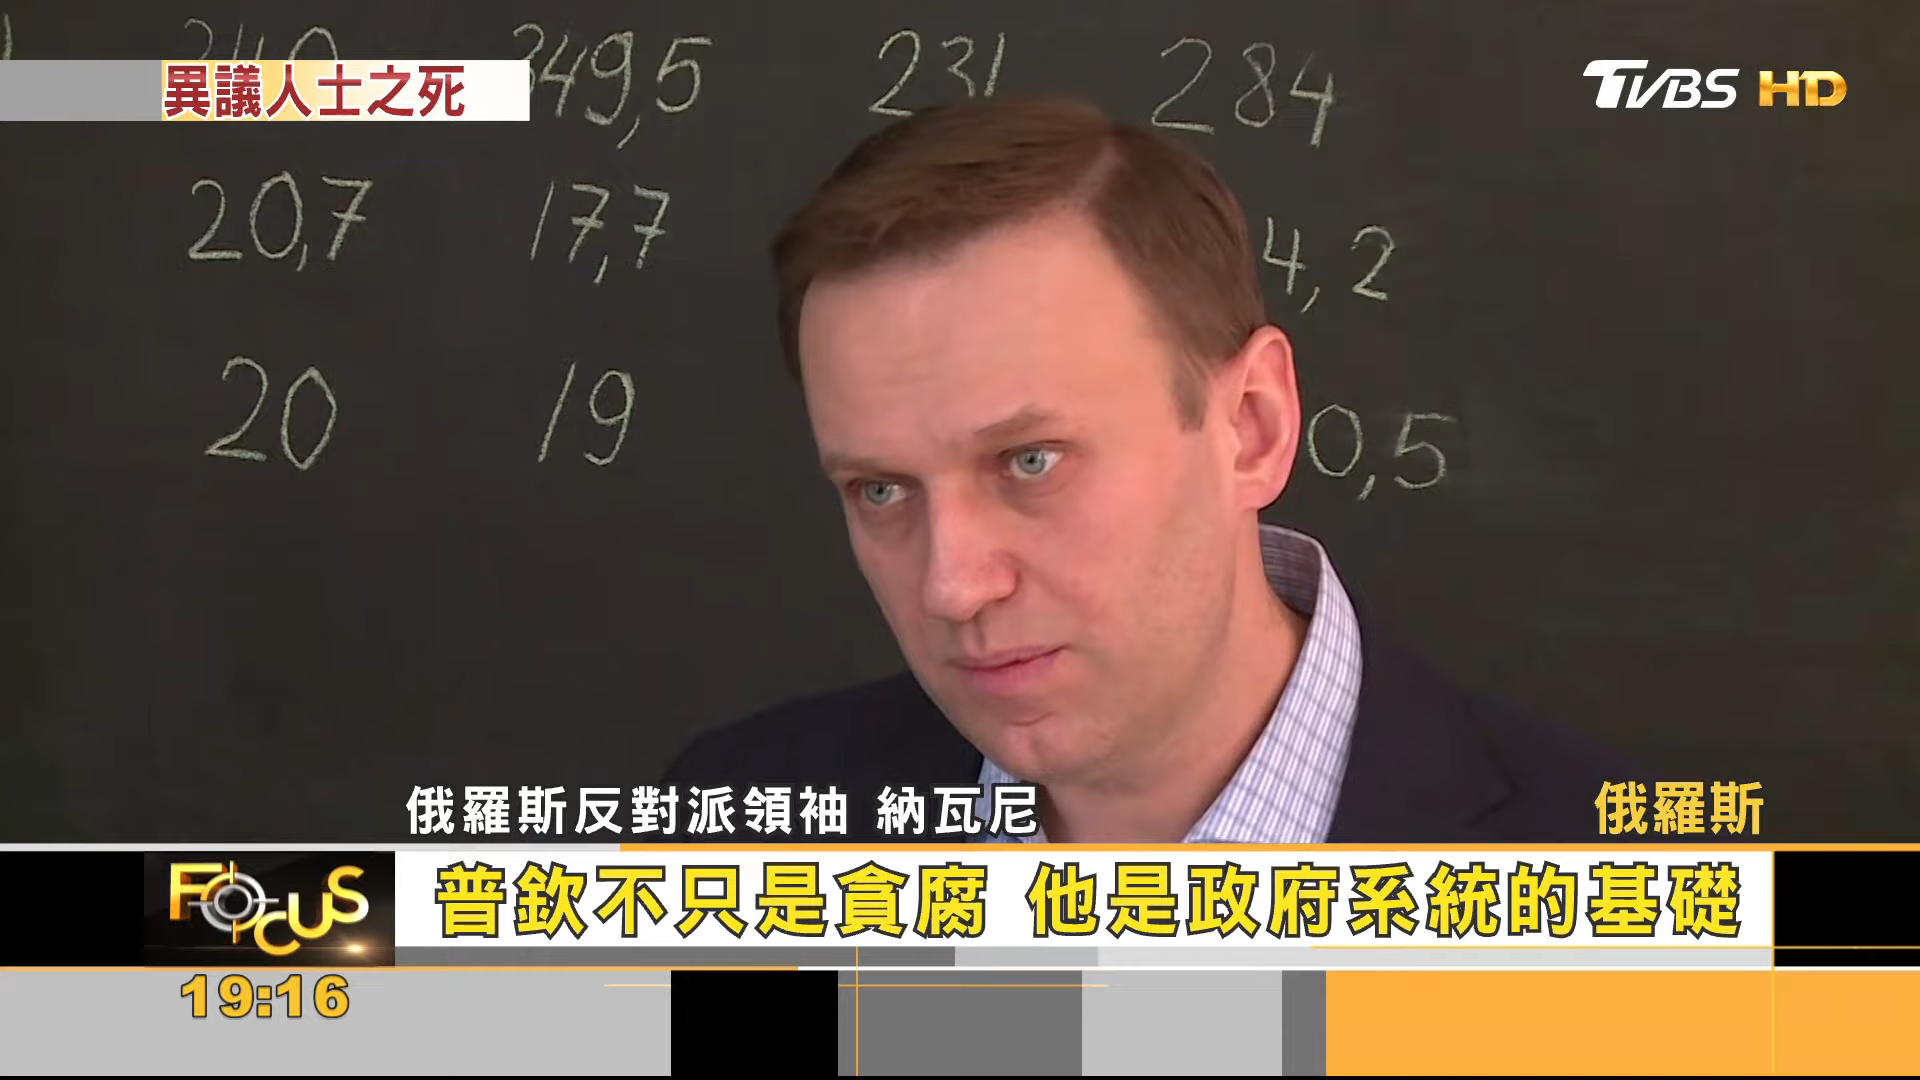 240 349,5 231 284
異議人士之死
TVBS HD
20,7 17,7 4,2
20 19 0,5
俄羅斯反對派領袖 納瓦尼
俄羅斯
FOCUS
普欽不只是貪腐 他是政府系統的基礎
19:16